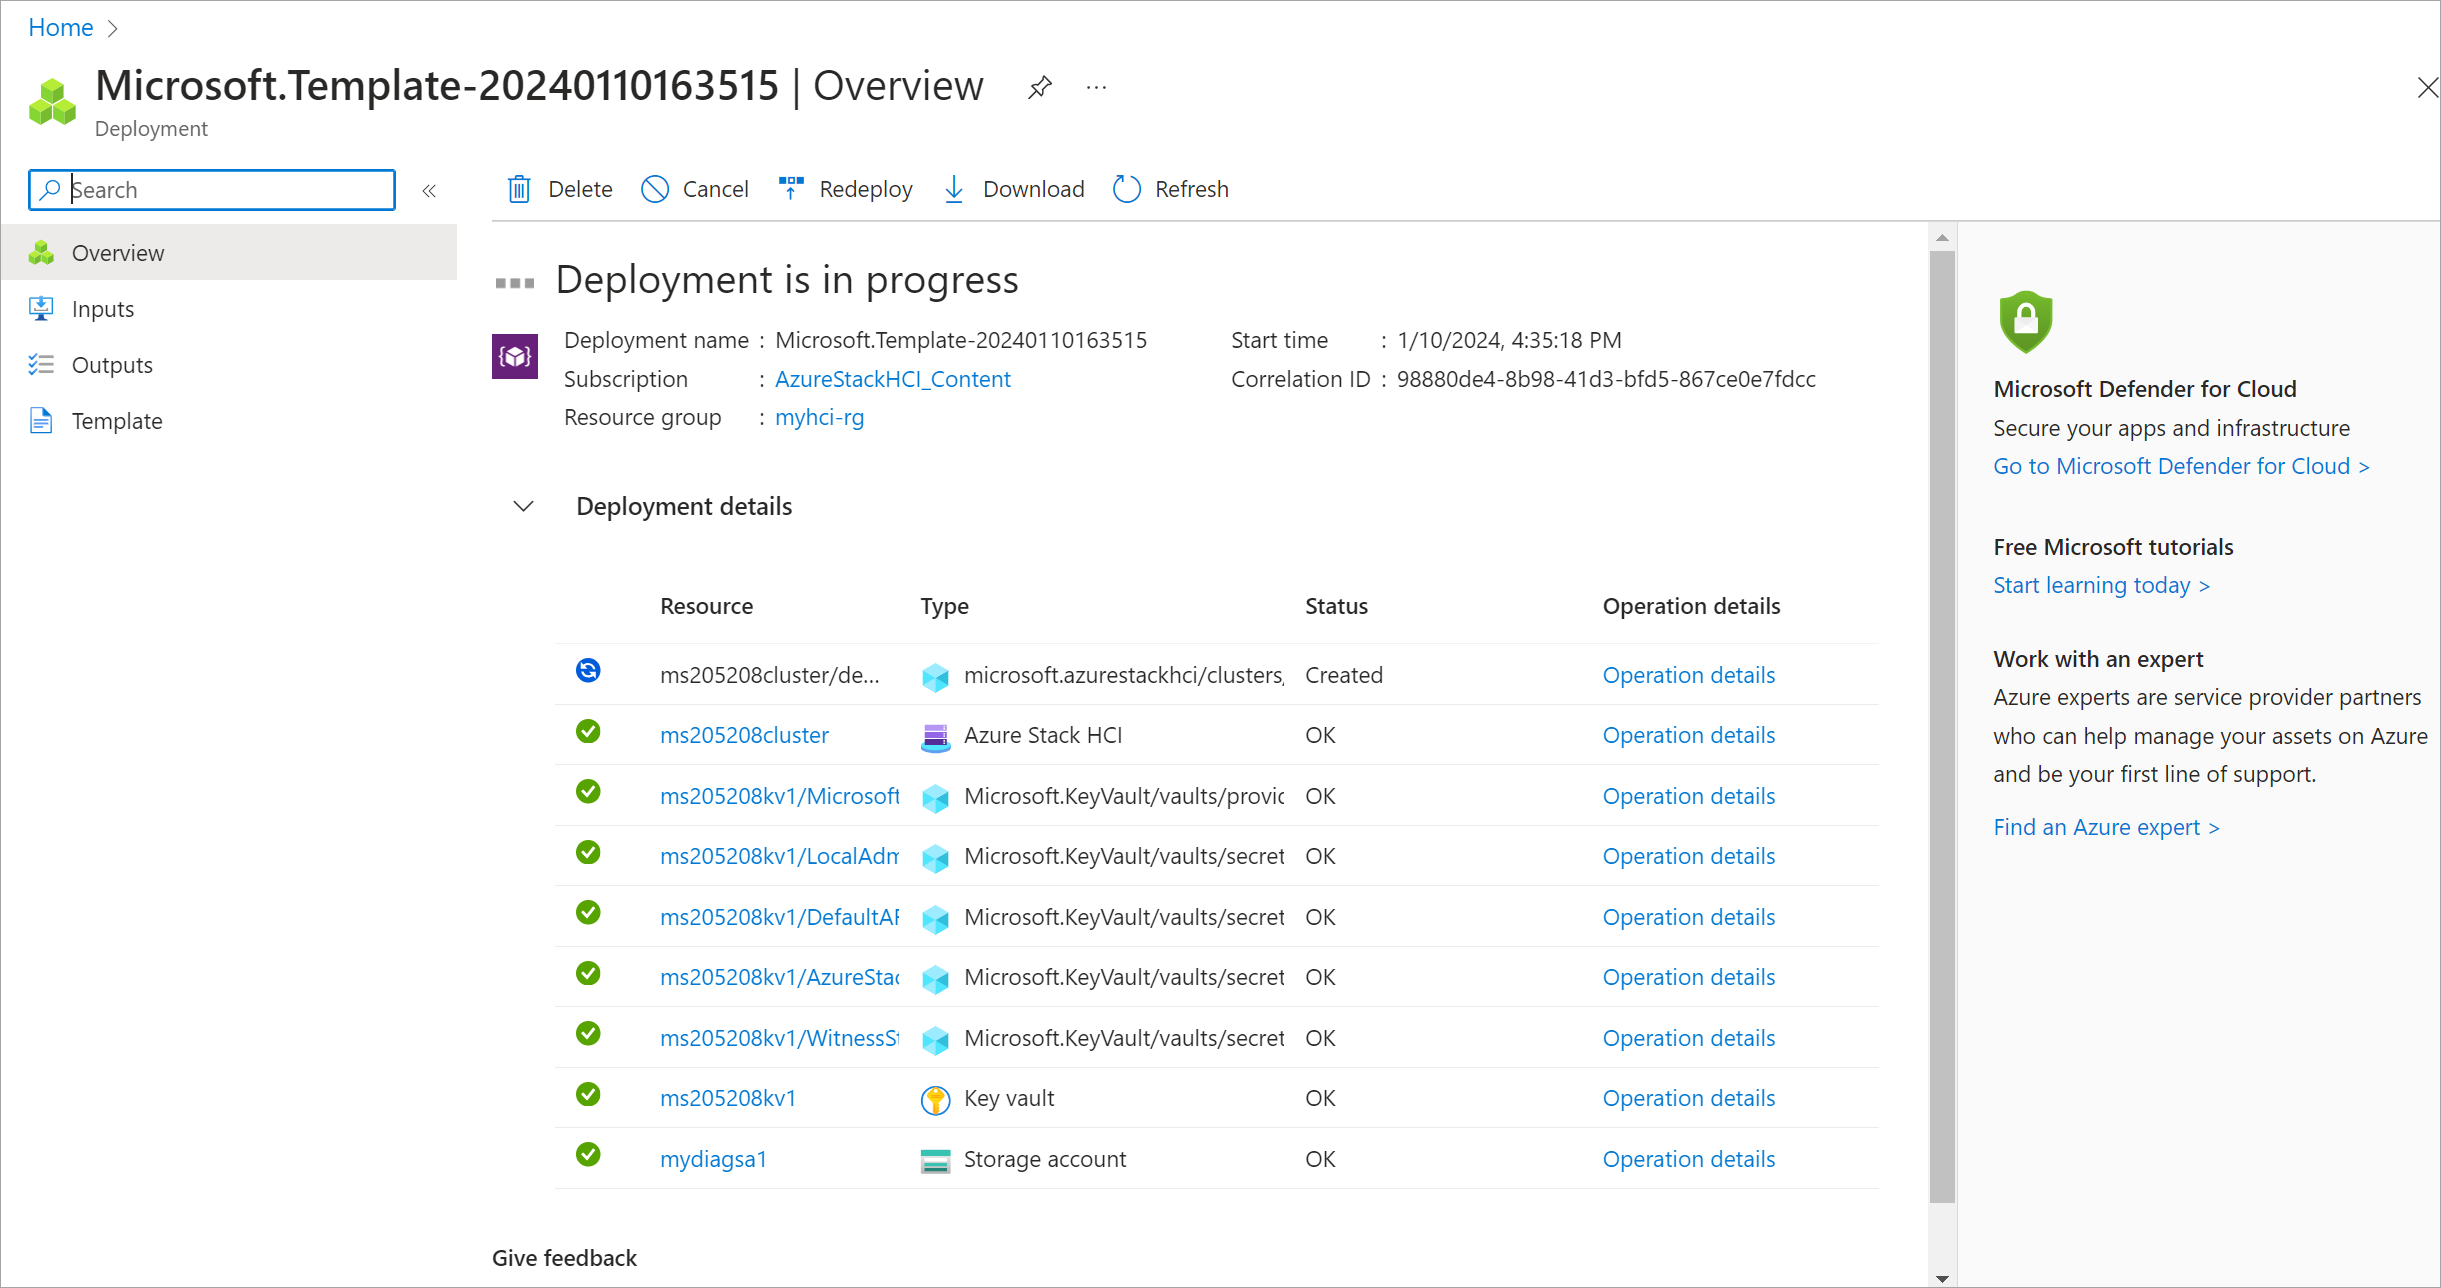 Home
Microsoft.Template-20240110163515 | Overview
Deployment
Search
Delete Cancel Redeploy Download Refresh
Overview
Inputs
Outputs
Template
Deployment is in progress
Deployment name : Microsoft.Template-20240110163515
Subscription : AzureStackHCI_Content
Resource group : myhci-rg
Start time : 1/10/2024, 4:35:18 PM
Correlation ID : 98880de4-8b98-41d3-bfd5-867ce0e7fdcc
Deployment details
Resource Type Status Operation details
ms205208cluster/de... microsoft.azurestackhci/clusters, Created Operation details
ms205208cluster Azure Stack HCI OK Operation details
ms205208kv1/Microsoft Microsoft.KeyVault/vaults/provic OK Operation details
ms205208kv1/LocalAdm Microsoft.KeyVault/vaults/secret OK Operation details
ms205208kv1/DefaultAR Microsoft.KeyVault/vaults/secret OK Operation details
ms205208kv1/AzureStac Microsoft.KeyVault/vaults/secret OK Operation details
ms205208kv1/WitnessSt Microsoft.KeyVault/vaults/secret OK Operation details
ms205208kv1 Key vault OK Operation details
mydiagsa1 Storage account OK Operation details
Give feedback
Microsoft Defender for Cloud
Secure your apps and infrastructure
Go to Microsoft Defender for Cloud >
Free Microsoft tutorials
Start learning today >
Work with an expert
Azure experts are service provider partners
who can help manage your assets on Azure
and be your first line of support.
Find an Azure expert >